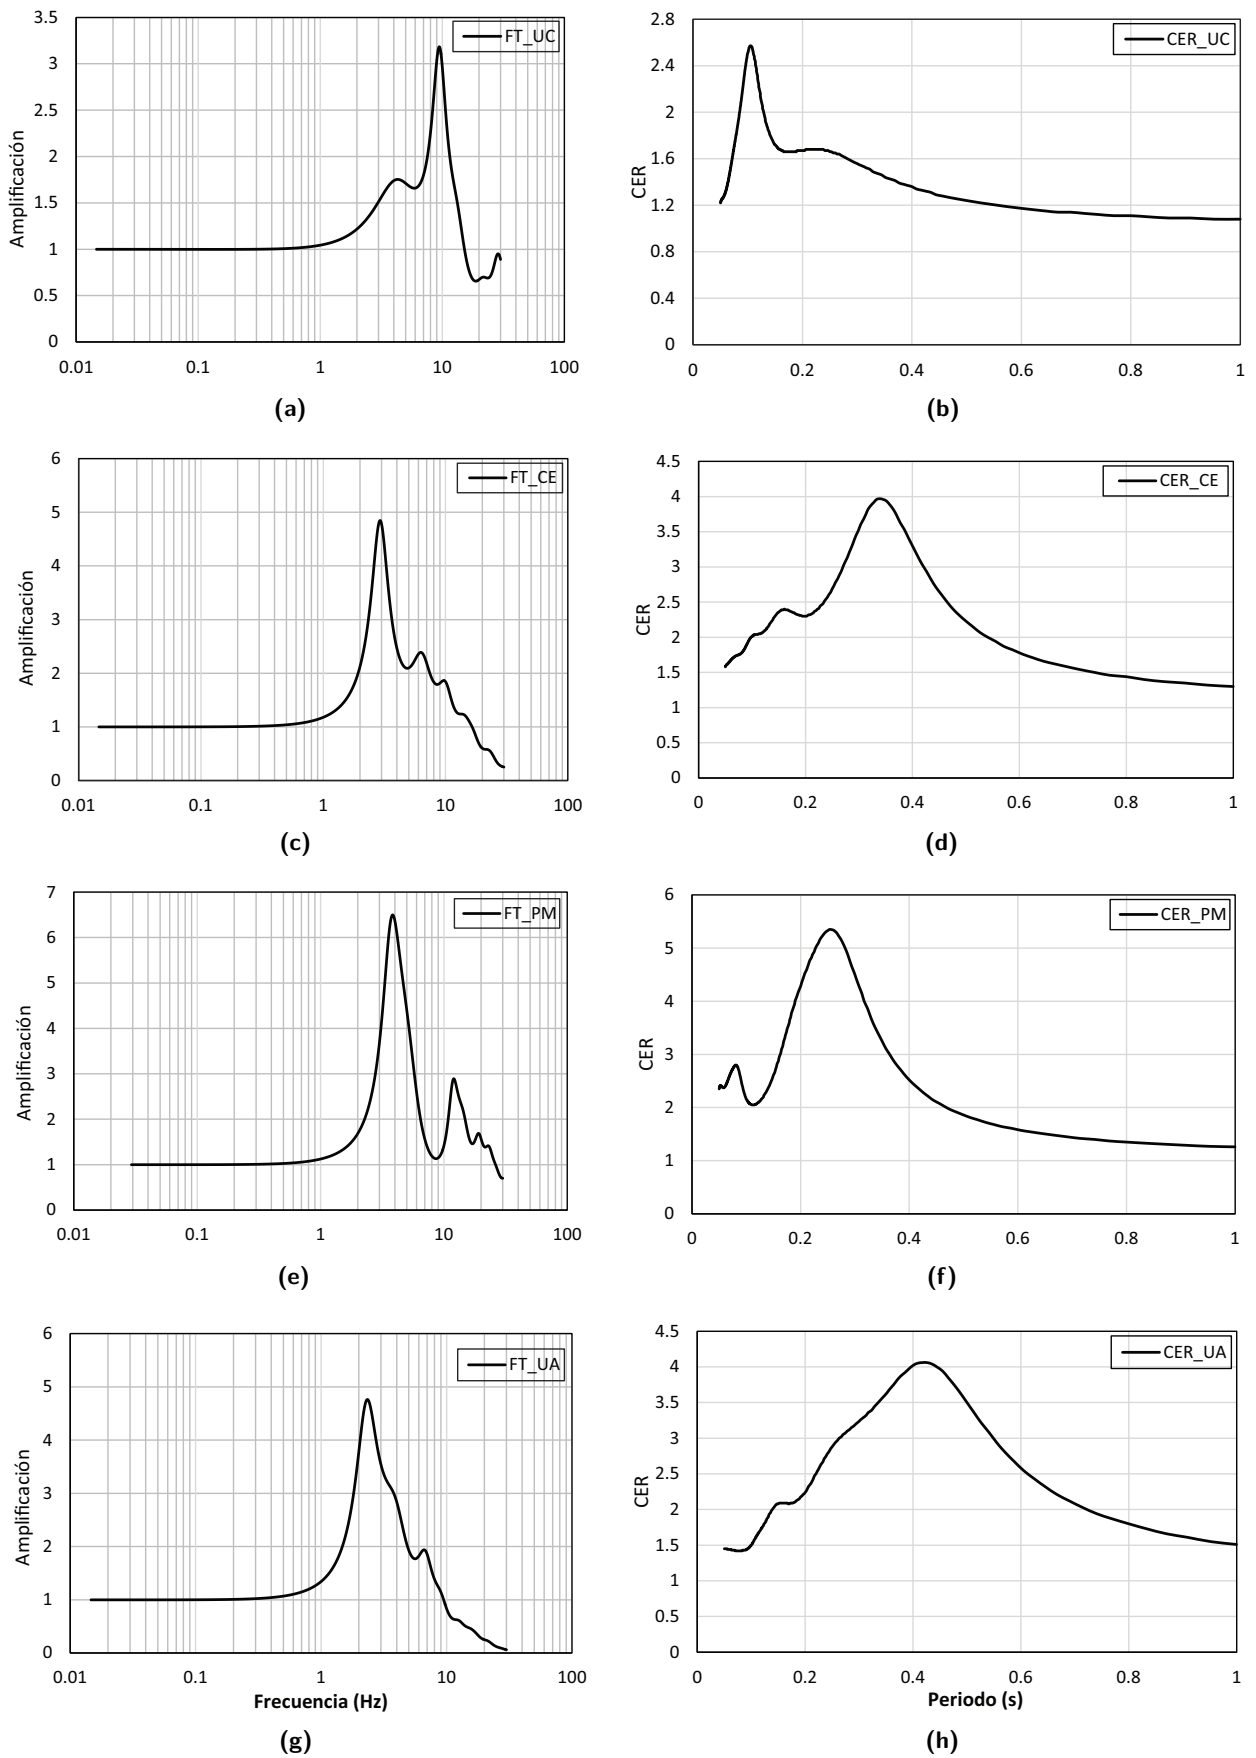 FT_UC
3.5
3
2.5
2
1.5
1
0.5
0
Amplificación
0.01 0.1 1 10 100
(a)
CER_UC
2.8
2.4
2
1.6
1.2
0.8
0.4
0
CER
0 0.2 0.4 0.6 0.8 1
(b)
FT_CE
6
5
4
3
2
1
0
Amplificación
0.01 0.1 1 10 100
(c)
CER_CE
4.5
4
3.5
3
2.5
2
1.5
1
0.5
0
CER
0 0.2 0.4 0.6 0.8 1
(d)
FT_PM
7
6
5
4
3
2
1
0
Amplificación
0.01 0.1 1 10 100
(e)
CER_PM
6
5
4
3
2
1
0
CER
0 0.2 0.4 0.6 0.8 1
(f)
FT_UA
6
5
4
3
2
1
0
Amplificación
0.01 0.1 1 10 100
Frecuencia (Hz)
(g)
CER_UA
4.5
4
3.5
3
2.5
2
1.5
1
0.5
0
CER
0 0.2 0.4 0.6 0.8 1
Periodo (s)
(h)